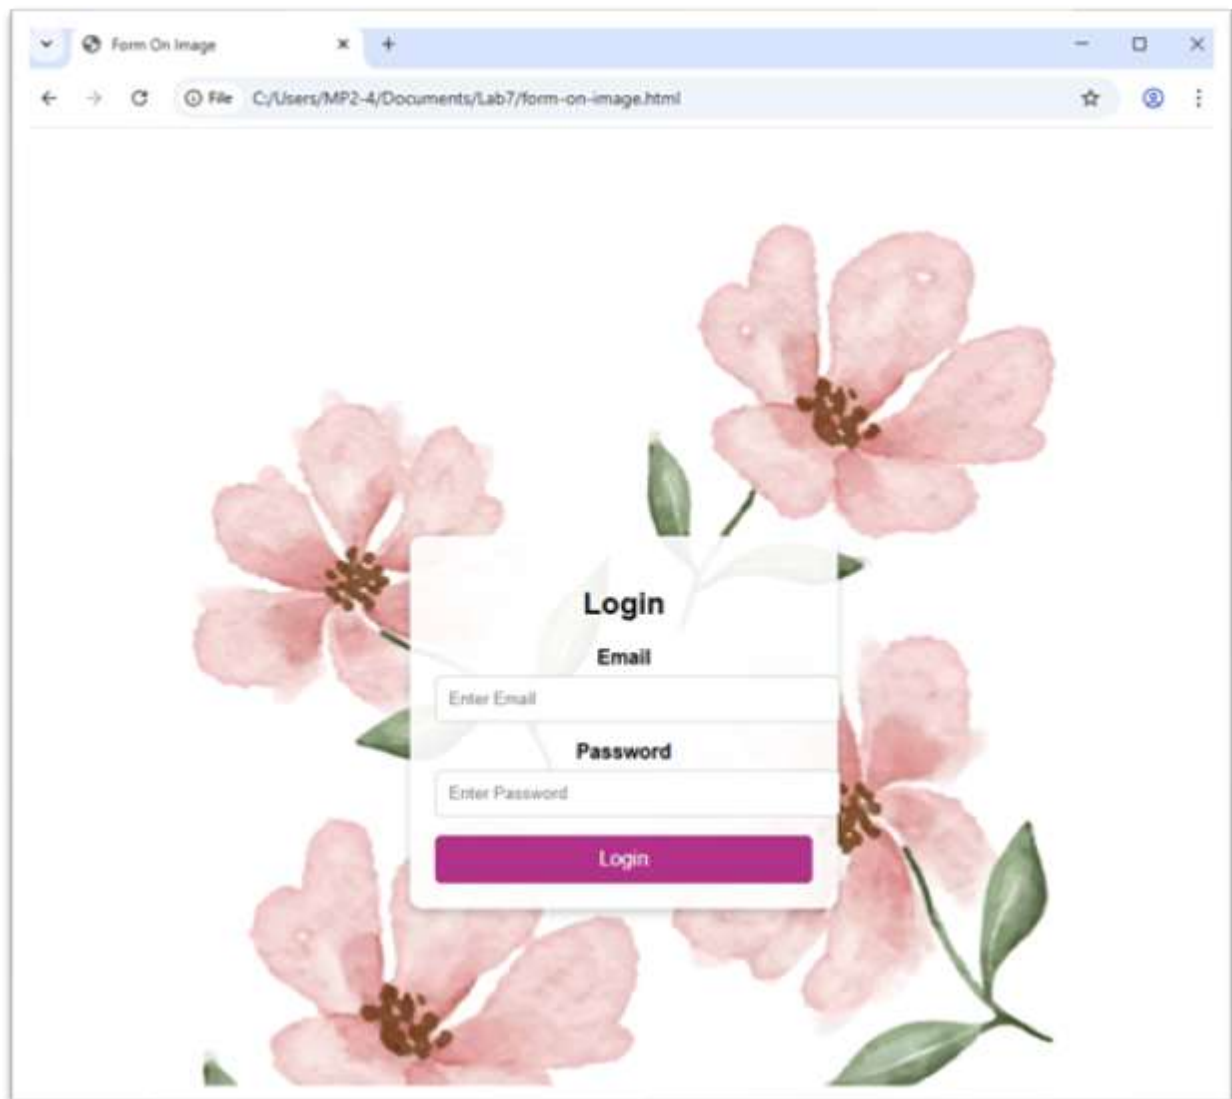 Form On Image
File C:/Users/MP2-4/Documents/Lab7/form-on-image.html
Login
Email
Enter Email
Password
Enter Password
Login